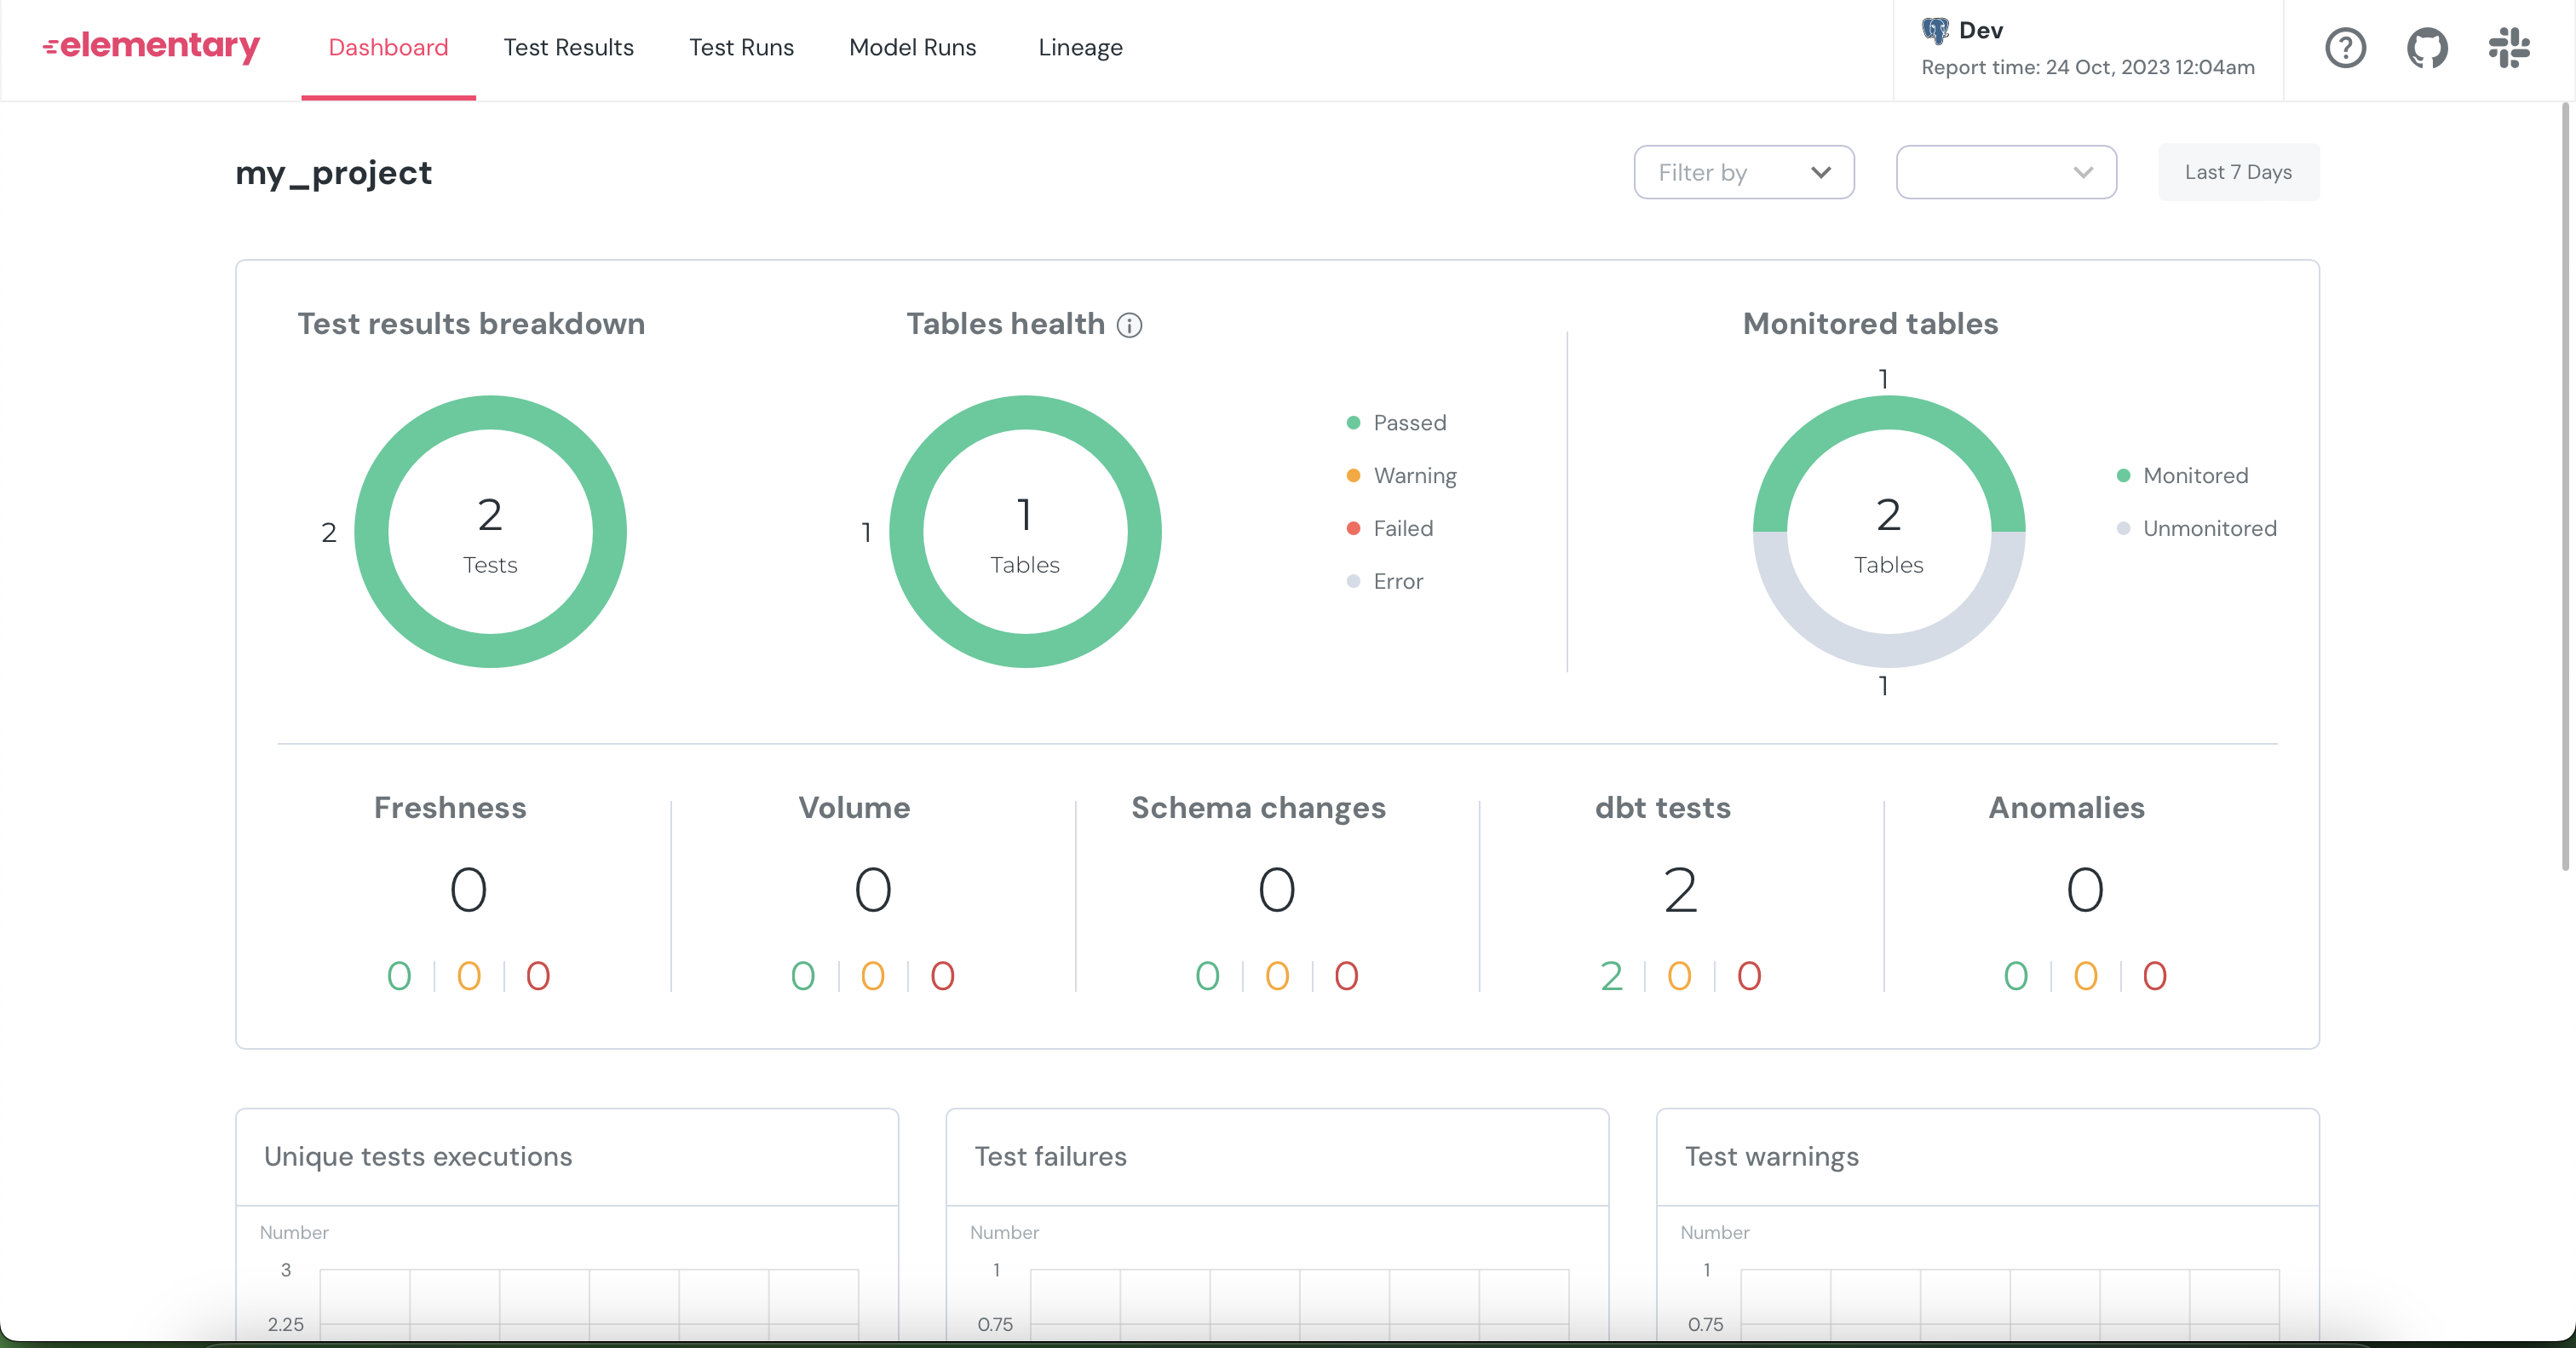 elementary
Dashboard
Test Results
Test Runs
Model Runs
Lineage
Dev
Report time: 24 Oct, 2023 12:04am
my_project
Filter by
Last 7 Days
Test results breakdown
2
2
Tests
Tables health
1
1
Tables
Passed
Warning
Failed
Error
Monitored tables
1
2
Tables
1
Monitored
Unmonitored
Freshness
0
0 0 0
Volume
0
0 0 0
Schema changes
0
0 0 0
dbt tests
2
2 0 0
Anomalies
0
0 0 0
Unique tests executions
Number
3
2.25
Test failures
Number
1
0.75
Test warnings
Number
1
0.75